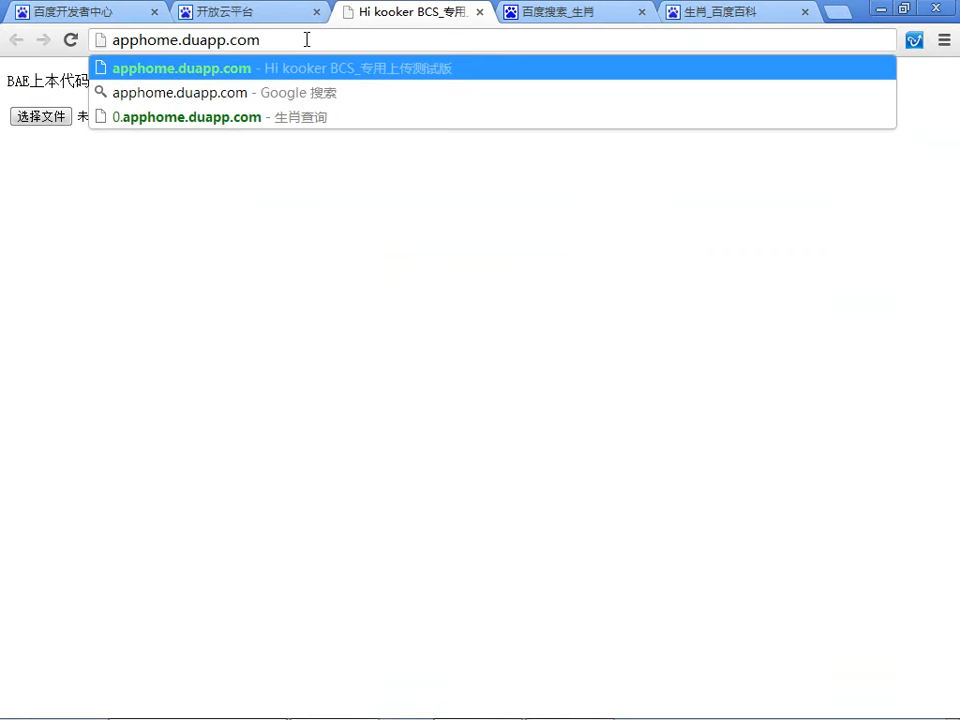 百度开发者中心
开放云平台
Hi kooker BCS_专用
百度搜索_生肖
生肖_百度百科
apphome.duapp.com
apphome.duapp.com - Hi kooker BCS_专用上传测试版
apphome.duapp.com - Google 搜索
0.apphome.duapp.com - 生肖查询
BAE上本代码
选择文件 未